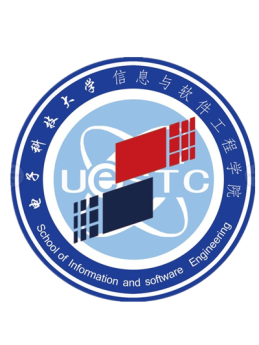 电子科技大学 信息与软件工程学院
UESTC
School of Information and software Engineering